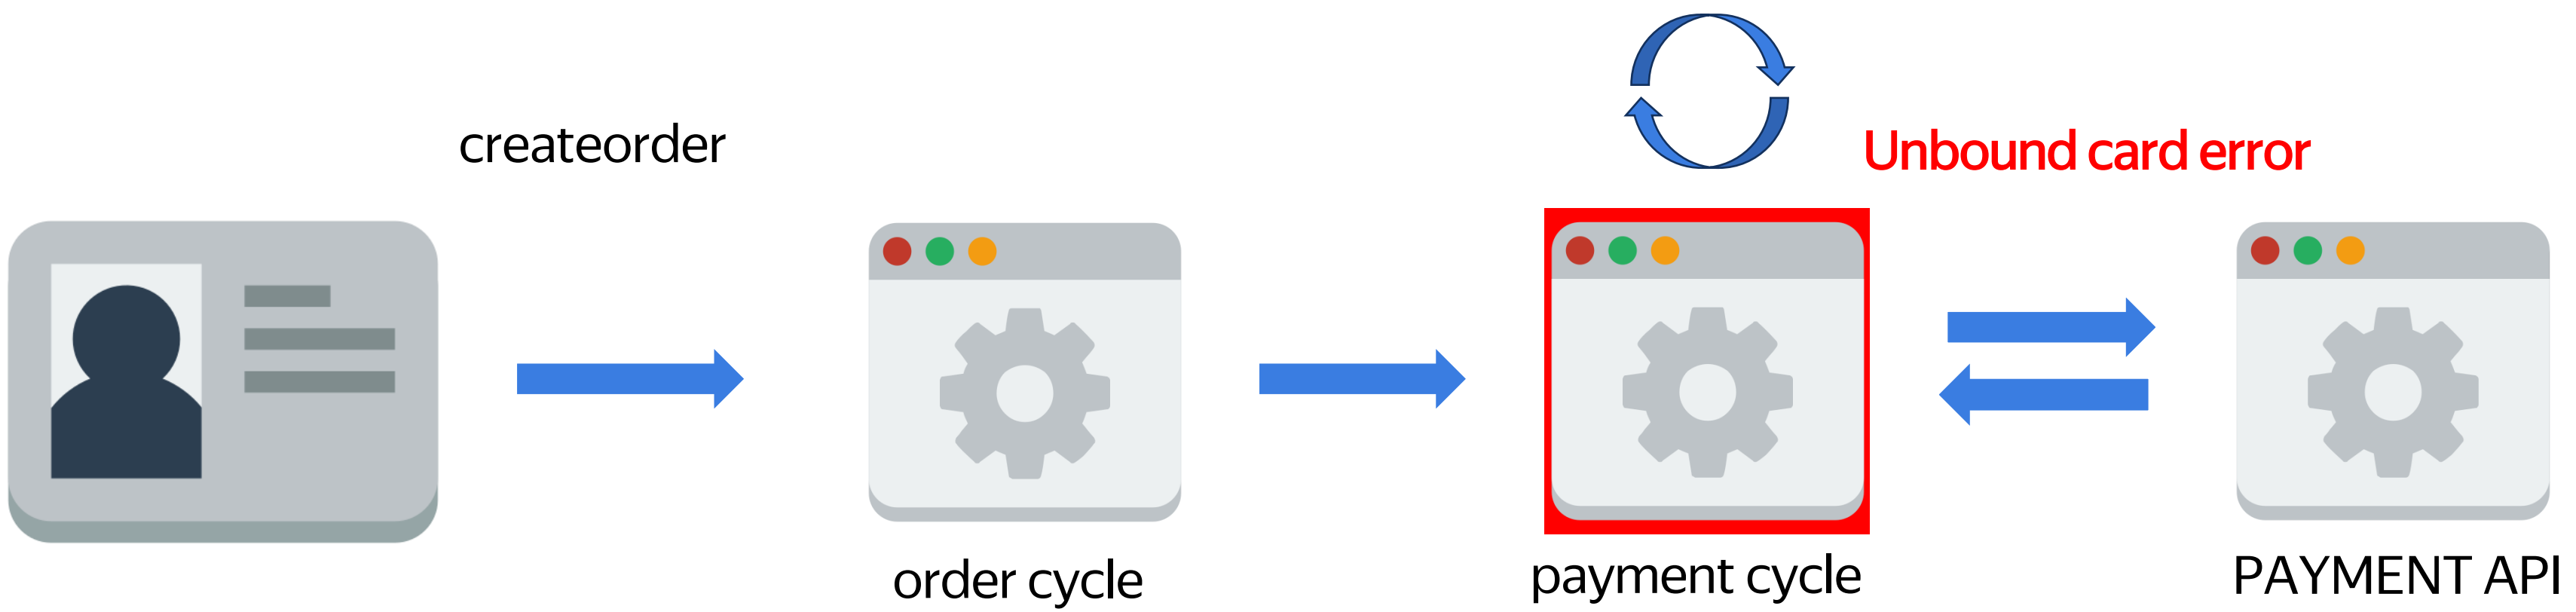 createorder
Unbound card error
order cycle
payment cycle
PAYMENT API